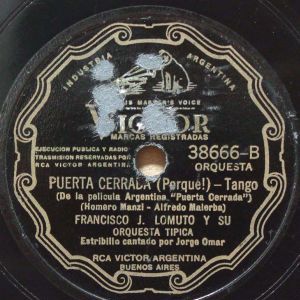 INDUSTRIA ARGENTINA
HIS MASTER'S VOICE
VICTOR
MARCAS REGISTRADAS
EJECUCION PUBLICA Y RADIO
TRASMISION RESERVADAS POR
RCA VICTOR ARGENTINA
38666-B
ORQUESTA
PUERTA CERRADA (Porqué!) - Tango
(De la película Argentina "Puerta Cerrada")
(Homero Manzi - Alfredo Malerba)
FRANCISCO J. LOMUTO Y SU
ORQUESTA TIPICA
Estribillo cantado por Jorge Omar
RCA VICTOR ARGENTINA
BUENOS AIRES